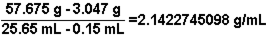 57.675 g - 3.047 g
25.65 mL - 0.15 mL
=2.1422745098 g/mL